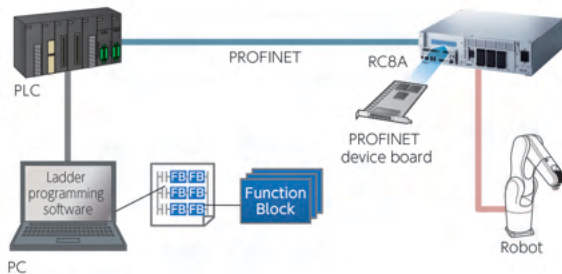 PROFINET
RC8A
PLC
PROFINET
device board
Ladder
programming
software
FB FB
FB FB
FB FB
Function
Block
Robot
PC